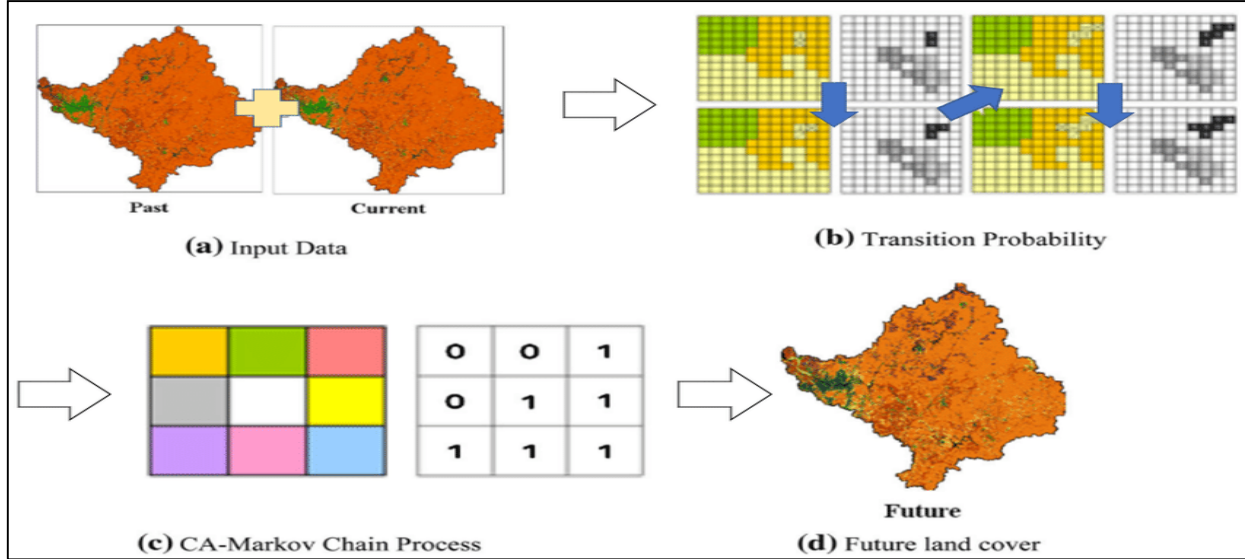 Past
Current
(a) Input Data
(b) Transition Probability
0 0 1
0 1 1
1 1 1
(c) CA-Markov Chain Process
Future
(d) Future land cover